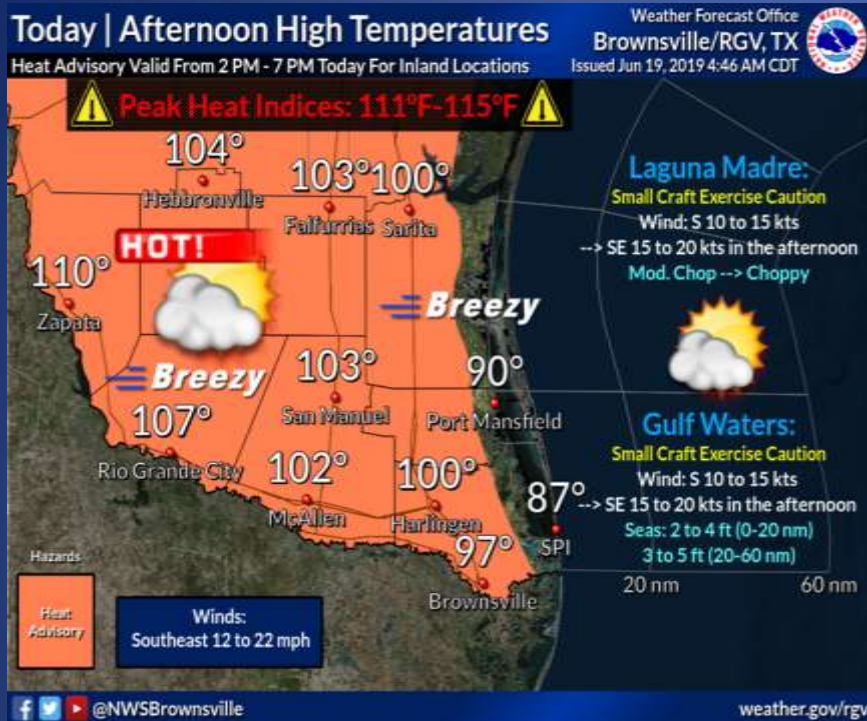 Today | Afternoon High Temperatures
Heat Advisory Valid From 2 PM - 7 PM Today For Inland Locations
Weather Forecast Office
Brownsville/RGV, TX
Issued Jun 19, 2019 4:46 AM CDT
Peak Heat Indices: 111°F-115°F
104°
Hebbronville
103°
Falfurrias
100°
Sarita
HOT!
110°
Zapata
Breezy
Breezy
103°
San Manuel
90°
Port Mansfield
107°
Rio Grande City
102°
McAllen
100°
Harlingen
87°
SPI
97°
Brownsville
Laguna Madre:
Small Craft Exercise Caution
Wind: S 10 to 15 kts
--> SE 15 to 20 kts in the afternoon
Mod. Chop --> Choppy
Gulf Waters:
Small Craft Exercise Caution
Wind: S 10 to 15 kts
--> SE 15 to 20 kts in the afternoon
Seas: 2 to 4 ft (0-20 nm)
3 to 5 ft (20-60 nm)
20 nm
60 nm
Hazards
Heat
Advisory
Winds:
Southeast 12 to 22 mph
@NWSBrownsville
weather.gov/rgv